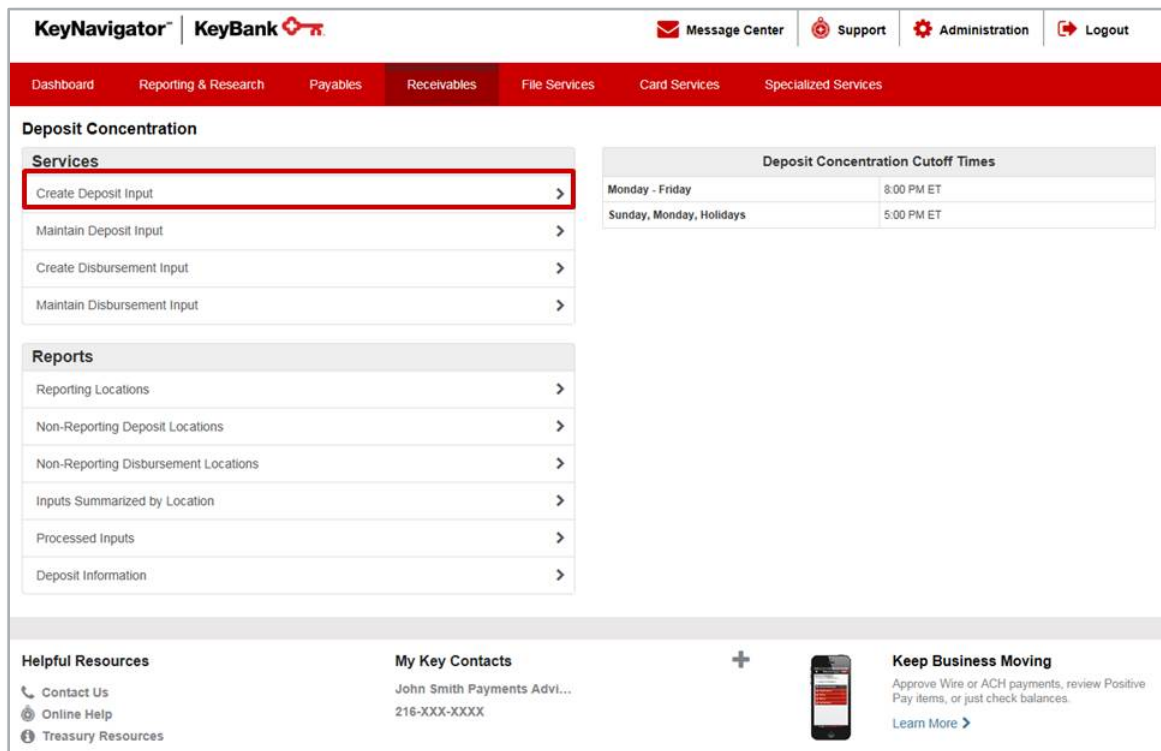 KeyNavigator™ | KeyBank
Message Center
Support
Administration
Logout
Dashboard
Reporting & Research
Payables
Receivables
File Services
Card Services
Specialized Services
Deposit Concentration
Services
Create Deposit Input
Maintain Deposit Input
Create Disbursement Input
Maintain Disbursement Input
Deposit Concentration Cutoff Times
Monday - Friday 8:00 PM ET
Sunday, Monday, Holidays 5:00 PM ET
Reports
Reporting Locations
Non-Reporting Deposit Locations
Non-Reporting Disbursement Locations
Inputs Summarized by Location
Processed Inputs
Deposit Information
Helpful Resources
Contact Us
Online Help
Treasury Resources
My Key Contacts
John Smith Payments Advi...
216-XXX-XXXX
Keep Business Moving
Approve Wire or ACH payments, review Positive
Pay items, or just check balances.
Learn More